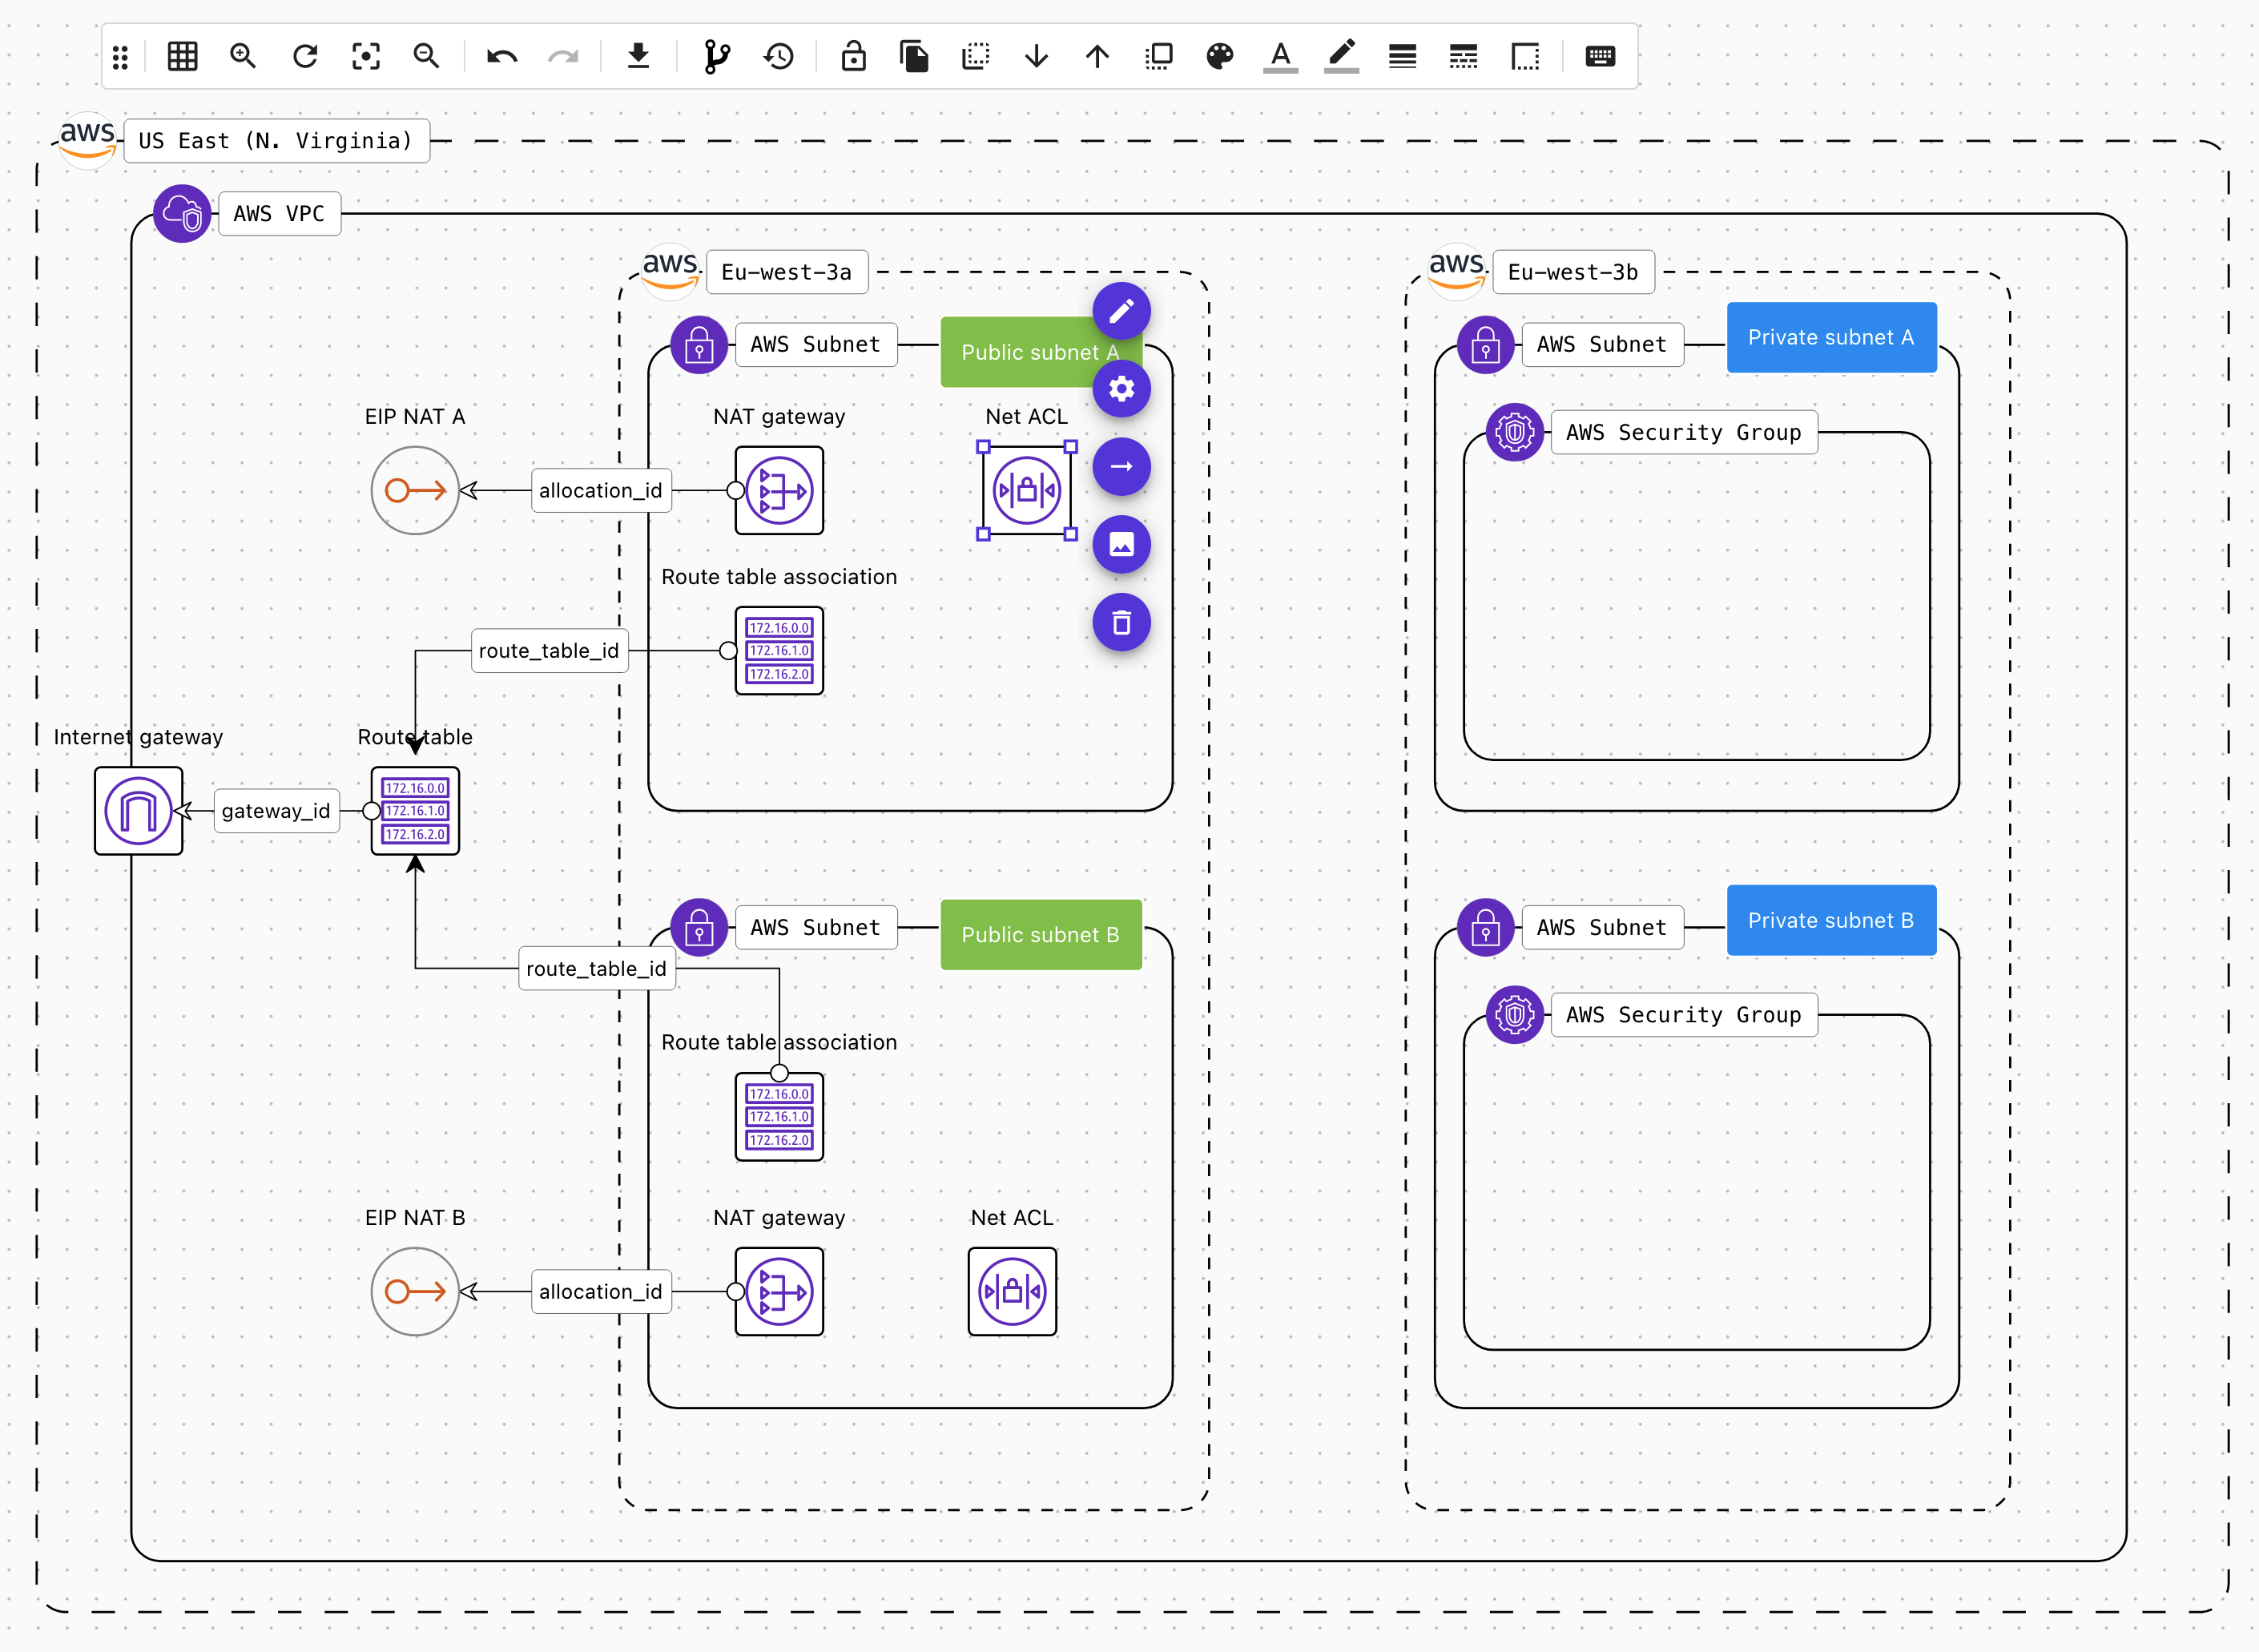 A
aws
US East (N. Virginia)
AWS VPC
aws
Eu-west-3a
aws
Eu-west-3b
AWS Subnet
Public subnet A
AWS Subnet
Private subnet A
EIP NAT A
NAT gateway
Net ACL
AWS Security Group
allocation_id
Route table association
172.16.0.0
172.16.1.0
172.16.2.0
route_table_id
Internet gateway
Route table
172.16.0.0
172.16.1.0
172.16.2.0
gateway_id
AWS Subnet
Public subnet B
AWS Subnet
Private subnet B
route_table_id
AWS Security Group
Route table association
172.16.0.0
172.16.1.0
172.16.2.0
EIP NAT B
NAT gateway
Net ACL
allocation_id